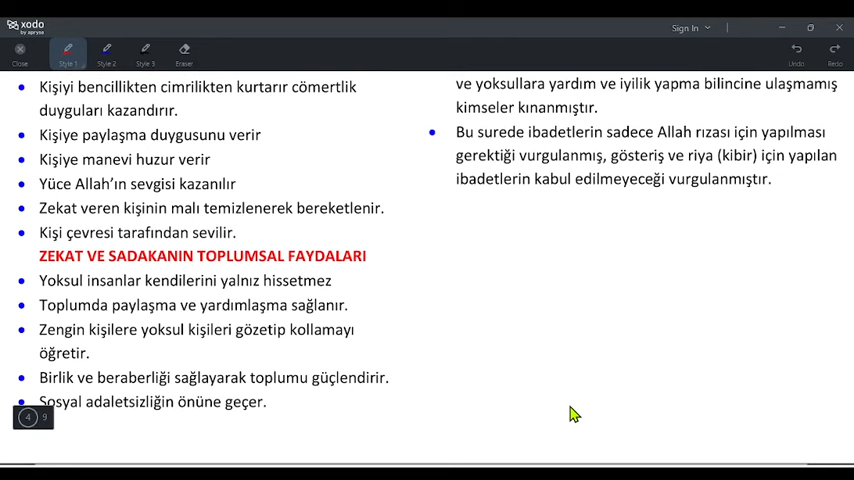 xodo
by apryse
Sign In
Close
Style 1
Style 2
Style 3
Eraser
Undo
Redo
Kişiyi bencillikten cimrilikten kurtarır cömertlik
duyguları kazandırır.
Kişiye paylaşma duygusunu verir
Kişiye manevi huzur verir
Yüce Allah’ın sevgisi kazanılır
Zekat veren kişinin malı temizlenerek bereketlenir.
Kişi çevresi tarafından sevilir.
ZEKAT VE SADAKANIN TOPLUMSAL FAYDALARI
Yoksul insanlar kendilerini yalnız hissetmez
Toplumda paylaşma ve yardımlaşma sağlanır.
Zengin kişilere yoksul kişileri gözetip kollamayı
öğretir.
Birlik ve beraberliği sağlayarak toplumu güçlendirir.
Sosyal adaletsizliğin önüne geçer.
4 9
ve yoksullara yardım ve iyilik yapma bilincine ulaşmamış
kimseler kınanmıştır.
Bu surede ibadetlerin sadece Allah rızası için yapılması
gerektiği vurgulanmış, gösteriş ve riya (kibir) için yapılan
ibadetlerin kabul edilmeyeceği vurgulanmıştır.